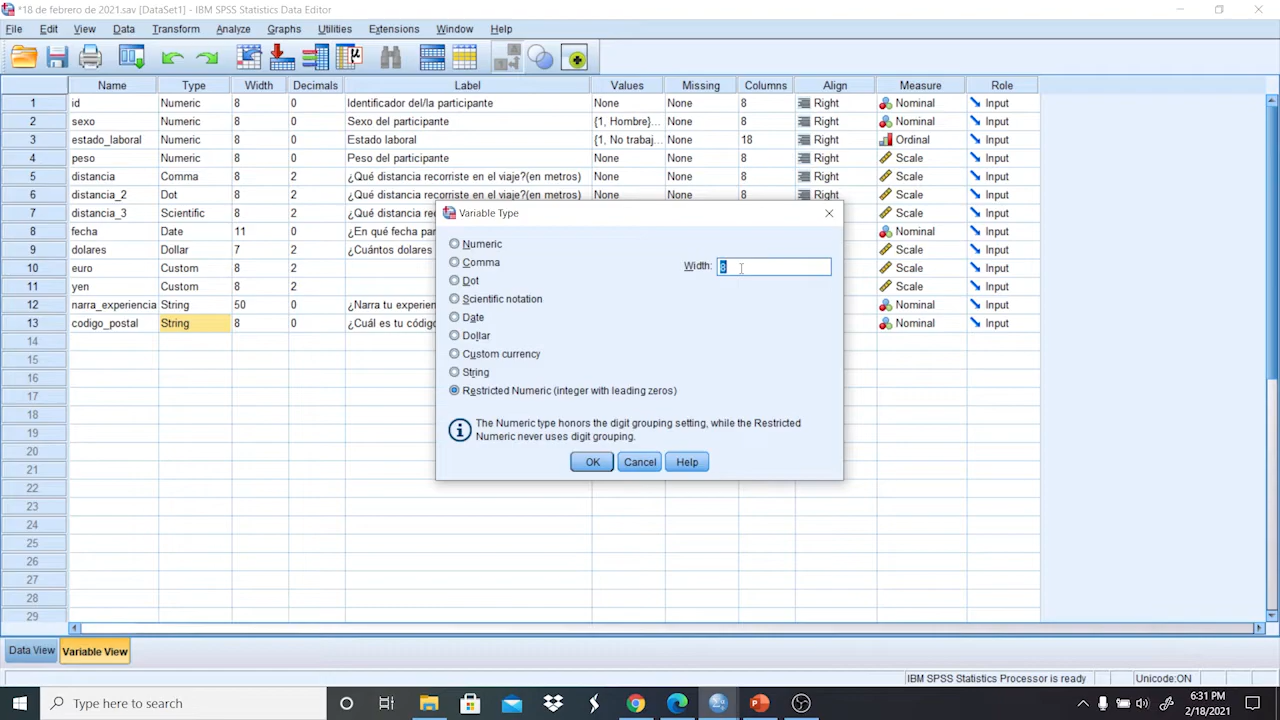 *18 de febrero de 2021.sav [DataSet1] - IBM SPSS Statistics Data Editor
File Edit View Data Transform Analyze Graphs Utilities Extensions Window Help
Name Type Width Decimals Label Values Missing Columns Align Measure Role
1 id Numeric 8 0 Identificador del/la participante None None 8 Right Nominal Input
2 sexo Numeric 8 0 Sexo del participante {1, Hombre}... None 8 Right Nominal Input
3 estado_laboral Numeric 8 0 Estado laboral {1, No trabaj... None 18 Right Ordinal Input
4 peso Numeric 8 0 Peso del participante None None 8 Right Scale Input
5 distancia Comma 8 2 ¿Qué distancia recorriste en el viaje?(en metros) None None 8 Right Scale Input
6 distancia_2 Dot 8 2 ¿Qué distancia recorriste en el viaje?(en metros) None None 8 Right Scale Input
7 distancia_3 Scientific 8 2 ¿Qué distancia rec Scale Input
8 fecha Date 11 0 ¿En qué fecha par Nominal Input
9 dolares Dollar 7 2 ¿Cuántos dolares Scale Input
10 euro Custom 8 2 Scale Input
11 yen Custom 8 2 Scale Input
12 narra_experiencia String 50 0 ¿Narra tu experien Nominal Input
13 codigo_postal String 8 0 ¿Cuál es tu códig Nominal Input
14
15
16
17
18
19
20
21
22
23
24
25
26
27
28
29
Variable Type
Numeric
Comma
Dot
Scientific notation
Date
Dollar
Custom currency
String
Restricted Numeric (integer with leading zeros)
Width: 8
The Numeric type honors the digit grouping setting, while the Restricted
Numeric never uses digit grouping.
OK Cancel Help
Data View Variable View
IBM SPSS Statistics Processor is ready Unicode:ON
Type here to search
6:31 PM
2/18/2021